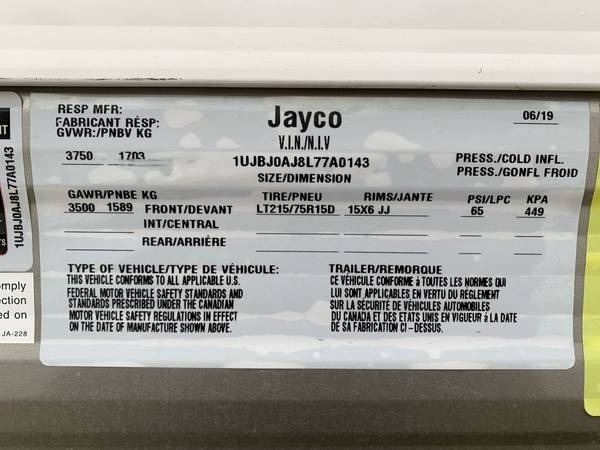 RESP MFR:
FABRICANT RÉSP:
GVWR:/PNBV KG
Jayco
06/19
V.I.N./N.I.V
3750 1703
1UJBJ0AJ8L77A0143
PRESS./COLD INFL.
SIZE/DIMENSION
PRESS./GONFL FROID
GAWR/PNBE KG
TIRE/PNEU
RIMS/JANTE
PSI/LPC
KPA
3500 1589 FRONT/DEVANT
LT215/75R15D
15X6 JJ
65
449
INT/CENTRAL
REAR/ARRIÈRE
TYPE OF VEHICLE/TYPE DE VÉHICULE:
TRAILER/REMORQUE
THIS VEHICLE CONFORMS TO ALL APPLICABLE U.S.
FEDERAL MOTOR VEHICLE SAFETY STANDARDS AND
STANDARDS PRESCRIBED UNDER THE CANADIAN
MOTOR VEHICLE SAFETY REGULATIONS IN EFFECT
ON THE DATE OF MANUFACTURE SHOWN ABOVE.
CE VÉHICULE CONFORME à TOUTES LES NORMES QUI
LUI SONT APPLICABLES EN VERTU DU RÉGLEMENT
SUR LA SÉCURITÉ DE VÉHICULES AUTOMOBILES
DU CANADA ET DES ETATS UNIS EN VIGUEUR à LA DATE
DE SA FABRICATION CI-DESSUS.
1UJBJ0AJ8L77A0143
ed on
JA-228